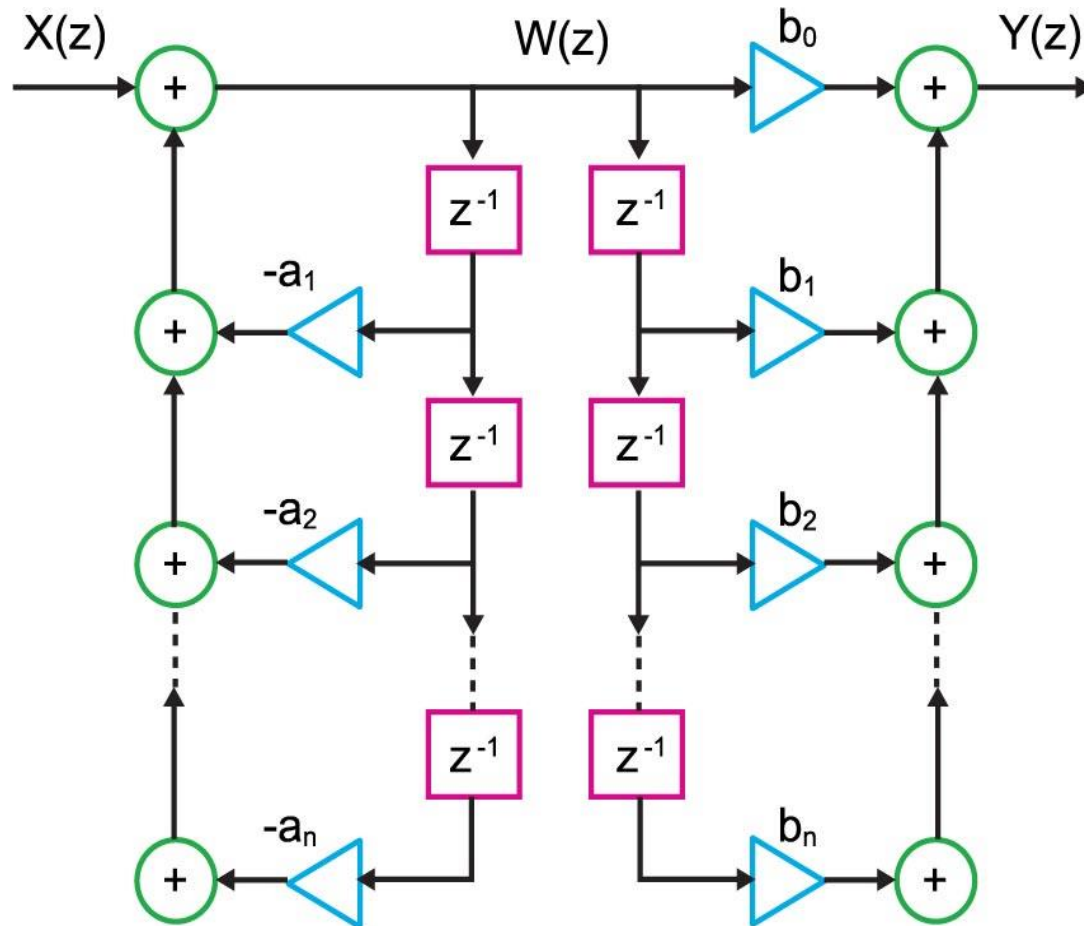 X(z) W(z) b₀ Y(z)
+ +
z⁻¹ z⁻¹
-a₁ b₁
+ +
z⁻¹ z⁻¹
-a₂ b₂
+ +
z⁻¹ z⁻¹
-aₙ bₙ
+ +